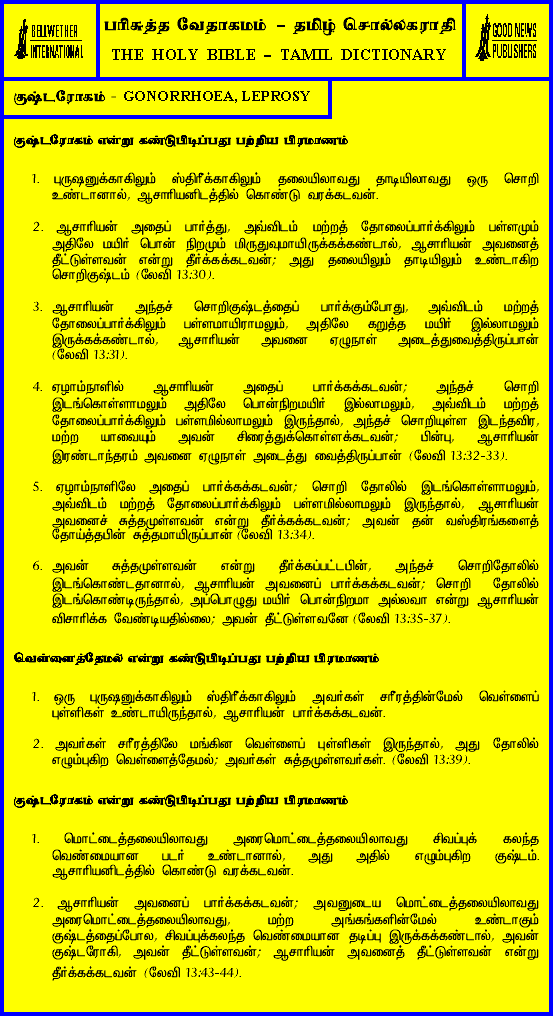 BELLWETHER
INTERNATIONAL
பரிசுத்த வேதாகமம் – தமிழ் சொல்லகராதி
THE HOLY BIBLE – TAMIL DICTIONARY
GOOD NEWS
PUBLISHERS
குஷ்டரோகம் - GONORRHOEA, LEPROSY
குஷ்டரோகம் என்று கண்டுபிடிப்பது பற்றிய பிரமாணம்
1. புருஷனுக்காகிலும் ஸ்திரீக்காகிலும் தலையிலாவது தாடியிலாவது ஒரு சொறி
உண்டானால், ஆசாரியனிடத்தில் கொண்டு வரக்கடவன்.
2. ஆசாரியன் அதைப் பார்த்து, அவ்விடம் மற்றத் தோலைப்பார்க்கிலும் பள்ளமும்
அதிலே மயிர் பொன் நிறமும் மிருதுவுமாயிருக்கக்கண்டால், ஆசாரியன் அவனைத்
தீட்டுள்ளவன் என்று தீர்க்கக்கடவன்; அது தலையிலும் தாடியிலும் உண்டாகிற
சொறிகுஷ்டம் (லேவி 13:30).
3. ஆசாரியன் அந்தச் சொறிகுஷ்டத்தைப் பார்க்கும்போது, அவ்விடம் மற்றத்
தோலைப்பார்க்கிலும் பள்ளமாயிராமலும், அதிலே கறுத்த மயிர் இல்லாமலும்
இருக்கக்கண்டால், ஆசாரியன் அவனை ஏழுநாள் அடைத்துவைத்திருப்பான்
(லேவி 13:31).
4. ஏழாம்நாளில் ஆசாரியன் அதைப் பார்க்கக்கடவன்; அந்தச் சொறி
இடங்கொள்ளாமலும் அதிலே பொன்நிறமயிர் இல்லாமலும், அவ்விடம் மற்றத்
தோலைப்பார்க்கிலும் பள்ளமில்லாமலும் இருந்தால், அந்தச் சொறியுள்ள இடந்தவிர,
மற்ற யாவையும் அவன் சிரைத்துக்கொள்ளக்கடவன்; பின்பு, ஆசாரியன்
இரண்டாந்தரம் அவனை ஏழுநாள் அடைத்து வைத்திருப்பான் (லேவி 13:32-33).
5. ஏழாம்நாளிலே அதைப் பார்க்கக்கடவன்; சொறி தோலில் இடங்கொள்ளாமலும்,
அவ்விடம் மற்றத் தோலைப்பார்க்கிலும் பள்ளமில்லாமலும் இருந்தால், ஆசாரியன்
அவனைச் சுத்தமுள்ளவன் என்று தீர்க்கக்கடவன்; அவன் தன் வஸ்திரங்களைத்
தோய்த்தபின் சுத்தமாயிருப்பான் (லேவி 13:34).
6. அவன் சுத்தமுள்ளவன் என்று தீர்க்கப்பட்டபின், அந்தச் சொறிதோலில்
இடங்கொண்டதானால், ஆசாரியன் அவனைப் பார்க்கக்கடவன்; சொறி தோலில்
இடங்கொண்டிருந்தால், அப்பொழுது மயிர் பொன்நிறமா அல்லவா என்று ஆசாரியன்
விசாரிக்க வேண்டியதில்லை; அவன் தீட்டுள்ளவனே (லேவி 13:35-37).
வெள்ளைத்தேமல் என்று கண்டுபிடிப்பது பற்றிய பிரமாணம்
1. ஒரு புருஷனுக்காகிலும் ஸ்திரீக்காகிலும் அவர்கள் சரீரத்தின்மேல் வெள்ளைப்
புள்ளிகள் உண்டாயிருந்தால், ஆசாரியன் பார்க்கக்கடவன்.
2. அவர்கள் சரீரத்திலே மங்கின வெள்ளைப் புள்ளிகள் இருந்தால், அது தோலில்
எழும்புகிற வெள்ளைத்தேமல்; அவர்கள் சுத்தமுள்ளவர்கள். (லேவி 13:39).
குஷ்டரோகம் என்று கண்டுபிடிப்பது பற்றிய பிரமாணம்
1. மொட்டைத்தலையிலாவது அரைமொட்டைத்தலையிலாவது சிவப்புக் கலந்த
வெண்மையான படர் உண்டானால், அது அதில் எழும்புகிற குஷ்டம்.
ஆசாரியனிடத்தில் கொண்டு வரக்கடவன்.
2. ஆசாரியன் அவனைப் பார்க்கக்கடவன்; அவனுடைய மொட்டைத்தலையிலாவது
அரைமொட்டைத்தலையிலாவது, மற்ற அங்கங்களின்மேல் உண்டாகும்
குஷ்டத்தைப்போல, சிவப்புக்கலந்த வெண்மையான தடிப்பு இருக்கக்கண்டால், அவன்
குஷ்டரோகி, அவன் தீட்டுள்ளவன்; ஆசாரியன் அவனைத் தீட்டுள்ளவன் என்று
தீர்க்கக்கடவன் (லேவி 13:43-44).